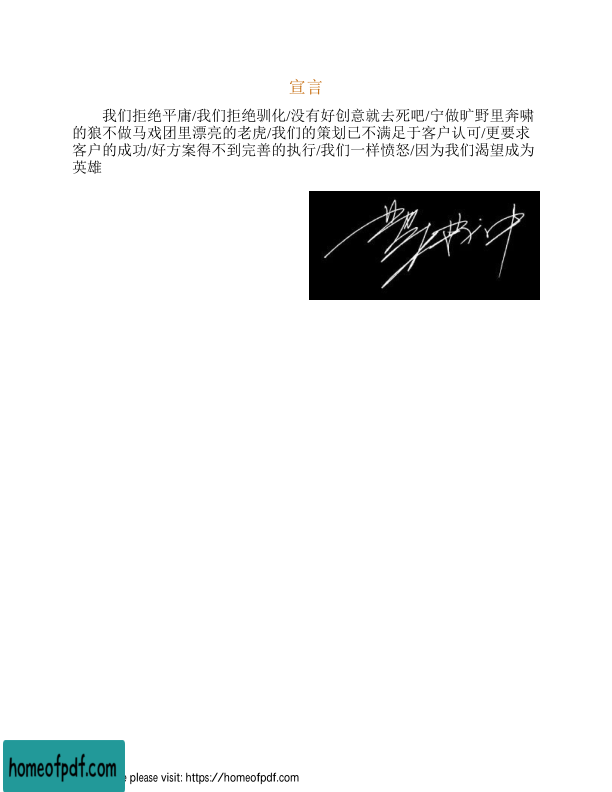 宣言
我们拒绝平庸/我们拒绝驯化/没有好创意就去死吧/宁做旷野里奔啸
的狼不做马戏团里漂亮的老虎/我们的策划已不满足于客户认可/更要求
客户的成功/好方案得不到完善的执行/我们一样愤怒/因为我们渴望成为
英雄
homeofpdf.com
e please visit: https://homeofpdf.com